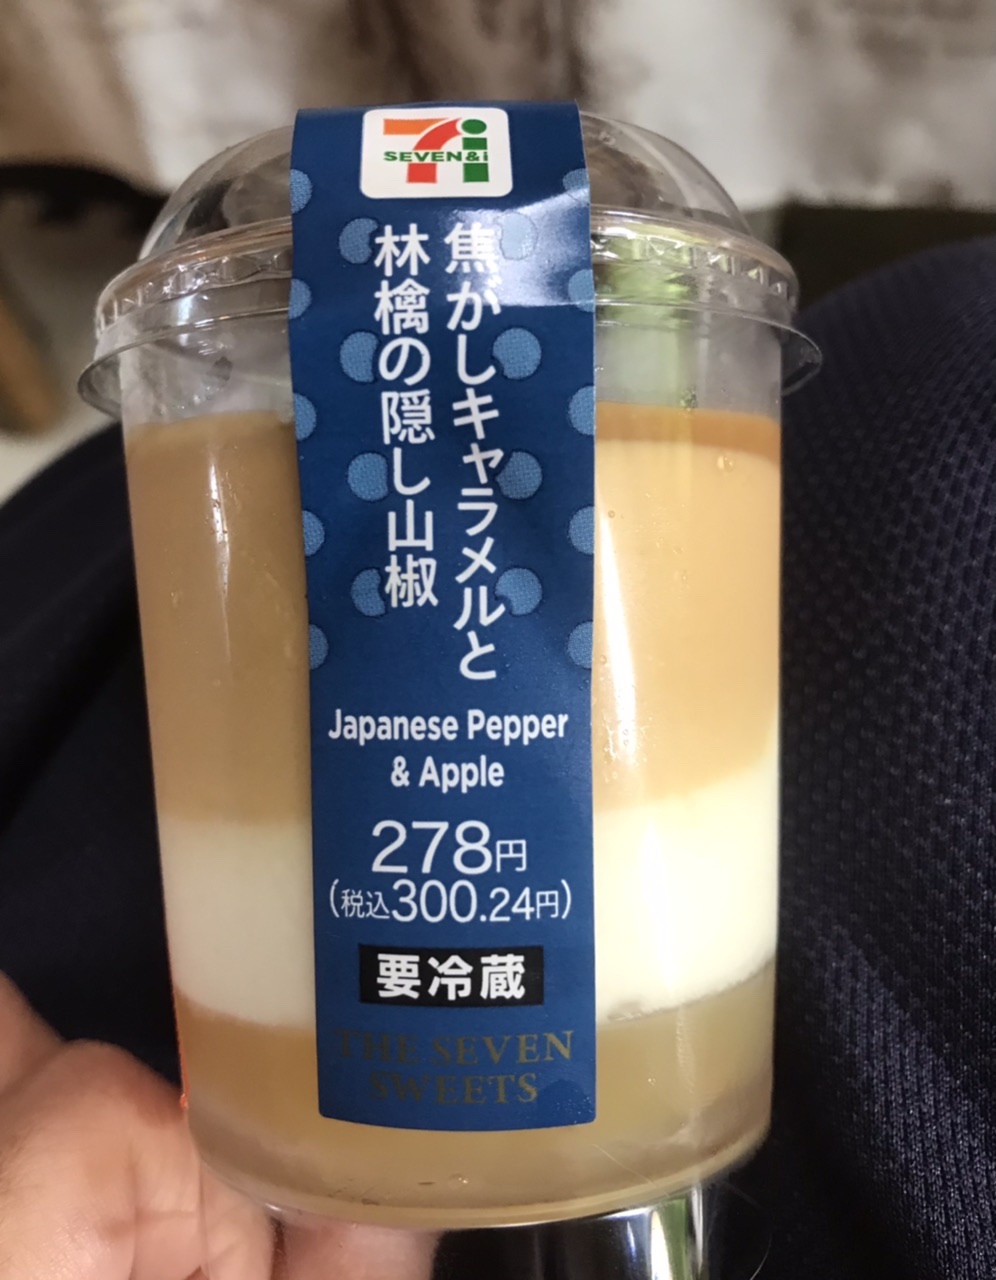 SEVEN&i
焦がしキャラメルと
林檎の隠し山椒
Japanese Pepper
& Apple
278円
(税込300.24円)
要冷蔵
THE SEVEN
SWEETS